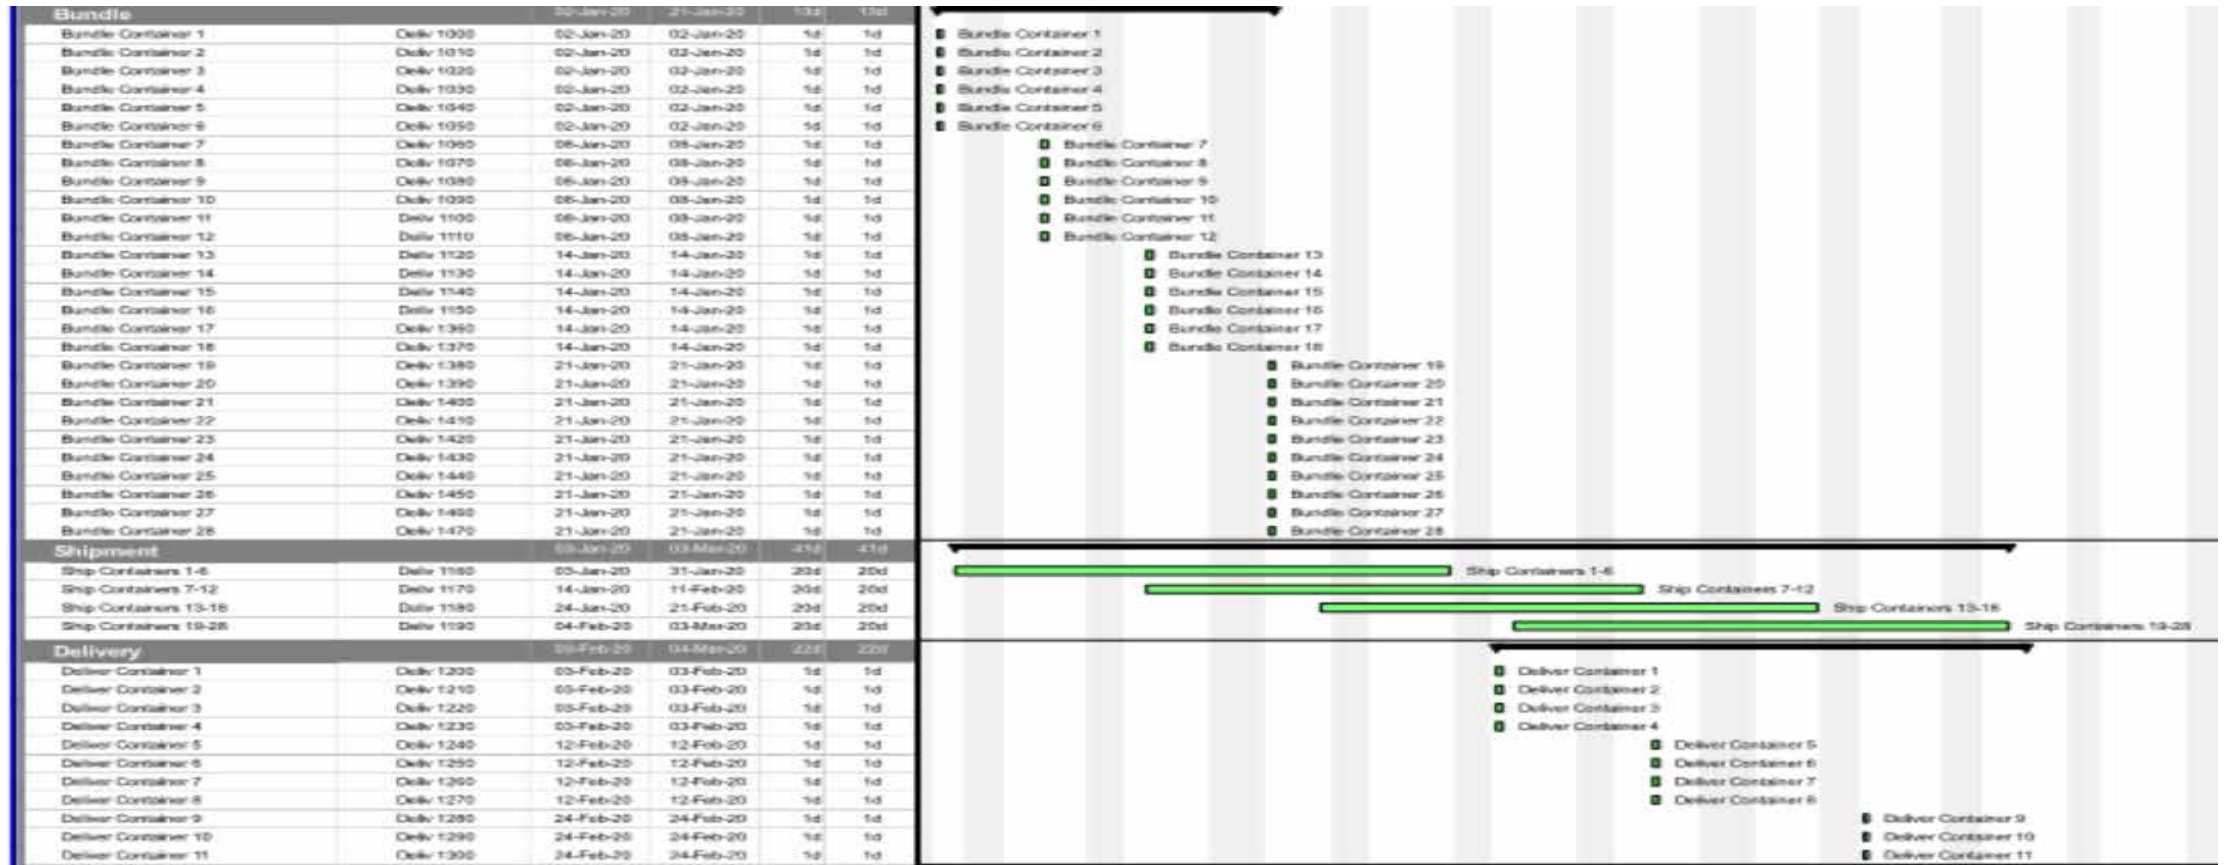 Bundle 02-Jan-20 21-Jan-20 13d 13d
Bundle Container 1 Deliv 1000 02-Jan-20 02-Jan-20 1d 1d Bundle Container 1
Bundle Container 2 Deliv 1010 02-Jan-20 02-Jan-20 1d 1d Bundle Container 2
Bundle Container 3 Deliv 1020 02-Jan-20 02-Jan-20 1d 1d Bundle Container 3
Bundle Container 4 Deliv 1030 02-Jan-20 02-Jan-20 1d 1d Bundle Container 4
Bundle Container 5 Deliv 1040 02-Jan-20 02-Jan-20 1d 1d Bundle Container 5
Bundle Container 6 Deliv 1050 02-Jan-20 02-Jan-20 1d 1d Bundle Container 6
Bundle Container 7 Deliv 1060 08-Jan-20 08-Jan-20 1d 1d Bundle Container 7
Bundle Container 8 Deliv 1070 08-Jan-20 08-Jan-20 1d 1d Bundle Container 8
Bundle Container 9 Deliv 1080 08-Jan-20 08-Jan-20 1d 1d Bundle Container 9
Bundle Container 10 Deliv 1090 08-Jan-20 08-Jan-20 1d 1d Bundle Container 10
Bundle Container 11 Deliv 1100 08-Jan-20 08-Jan-20 1d 1d Bundle Container 11
Bundle Container 12 Deliv 1110 08-Jan-20 08-Jan-20 1d 1d Bundle Container 12
Bundle Container 13 Deliv 1120 14-Jan-20 14-Jan-20 1d 1d Bundle Container 13
Bundle Container 14 Deliv 1130 14-Jan-20 14-Jan-20 1d 1d Bundle Container 14
Bundle Container 15 Deliv 1140 14-Jan-20 14-Jan-20 1d 1d Bundle Container 15
Bundle Container 16 Deliv 1150 14-Jan-20 14-Jan-20 1d 1d Bundle Container 16
Bundle Container 17 Deliv 1360 14-Jan-20 14-Jan-20 1d 1d Bundle Container 17
Bundle Container 18 Deliv 1370 14-Jan-20 14-Jan-20 1d 1d Bundle Container 18
Bundle Container 19 Deliv 1380 21-Jan-20 21-Jan-20 1d 1d Bundle Container 19
Bundle Container 20 Deliv 1390 21-Jan-20 21-Jan-20 1d 1d Bundle Container 20
Bundle Container 21 Deliv 1400 21-Jan-20 21-Jan-20 1d 1d Bundle Container 21
Bundle Container 22 Deliv 1410 21-Jan-20 21-Jan-20 1d 1d Bundle Container 22
Bundle Container 23 Deliv 1420 21-Jan-20 21-Jan-20 1d 1d Bundle Container 23
Bundle Container 24 Deliv 1430 21-Jan-20 21-Jan-20 1d 1d Bundle Container 24
Bundle Container 25 Deliv 1440 21-Jan-20 21-Jan-20 1d 1d Bundle Container 25
Bundle Container 26 Deliv 1450 21-Jan-20 21-Jan-20 1d 1d Bundle Container 26
Bundle Container 27 Deliv 1460 21-Jan-20 21-Jan-20 1d 1d Bundle Container 27
Bundle Container 28 Deliv 1470 21-Jan-20 21-Jan-20 1d 1d Bundle Container 28
Shipment 03-Jan-20 03-Mar-20 41d 41d
Ship Containers 1-6 Deliv 1160 03-Jan-20 31-Jan-20 20d 20d Ship Containers 1-6
Ship Containers 7-12 Deliv 1170 14-Jan-20 11-Feb-20 20d 20d Ship Containers 7-12
Ship Containers 13-18 Deliv 1180 24-Jan-20 21-Feb-20 20d 20d Ship Containers 13-18
Ship Containers 19-28 Deliv 1190 04-Feb-20 03-Mar-20 20d 20d Ship Containers 19-28
Delivery 03-Feb-20 04-Mar-20 22d 22d
Deliver Container 1 Deliv 1200 03-Feb-20 03-Feb-20 1d 1d Deliver Container 1
Deliver Container 2 Deliv 1210 03-Feb-20 03-Feb-20 1d 1d Deliver Container 2
Deliver Container 3 Deliv 1220 03-Feb-20 03-Feb-20 1d 1d Deliver Container 3
Deliver Container 4 Deliv 1230 03-Feb-20 03-Feb-20 1d 1d Deliver Container 4
Deliver Container 5 Deliv 1240 12-Feb-20 12-Feb-20 1d 1d Deliver Container 5
Deliver Container 6 Deliv 1250 12-Feb-20 12-Feb-20 1d 1d Deliver Container 6
Deliver Container 7 Deliv 1260 12-Feb-20 12-Feb-20 1d 1d Deliver Container 7
Deliver Container 8 Deliv 1270 12-Feb-20 12-Feb-20 1d 1d Deliver Container 8
Deliver Container 9 Deliv 1280 24-Feb-20 24-Feb-20 1d 1d Deliver Container 9
Deliver Container 10 Deliv 1290 24-Feb-20 24-Feb-20 1d 1d Deliver Container 10
Deliver Container 11 Deliv 1300 24-Feb-20 24-Feb-20 1d 1d Deliver Container 11